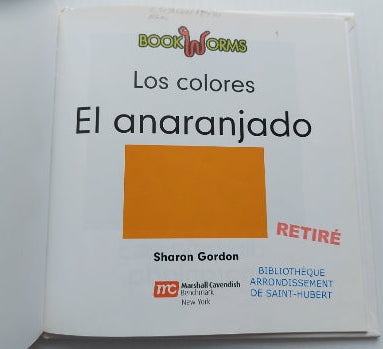 BOOKWORMS
Los colores
El anaranjado
RETIRÉ
Sharon Gordon
BIBLIOTHÈQUE
ARRONDISSEMENT
DE SAINT-HUBERT
mc Marshall Cavendish
Benchmark
New York